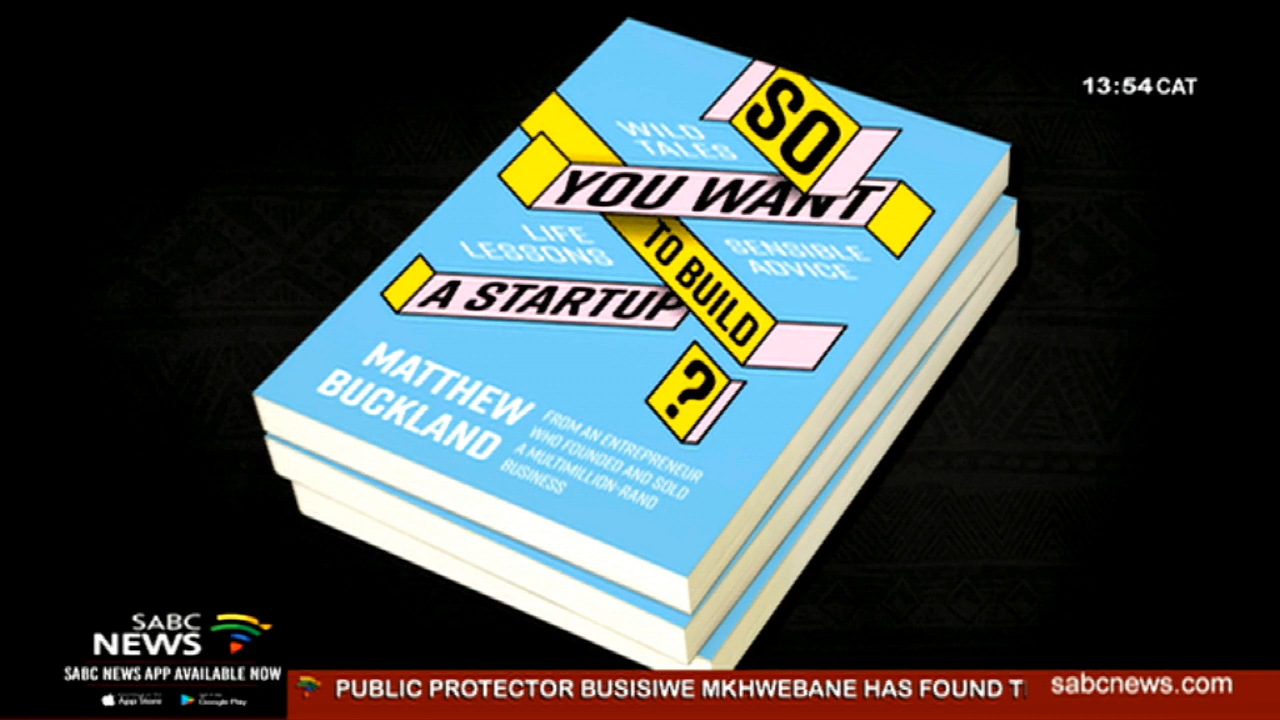 13:54 CAT
SO
WILD
TALES
YOU WANT
LIFE
LESSONS
TO BUILD
SENSIBLE
ADVICE
A STARTUP
?
MATTHEW
BUCKLAND
FROM AN ENTREPRENEUR
WHO FOUNDED AND SOLD
A MULTIMILLION-RAND
BUSINESS
SABC
NEWS
SABC NEWS APP AVAILABLE NOW
App Store
Google Play
PUBLIC PROTECTOR BUSISIWE MKHWEBANE HAS FOUND T
sabcnews.com